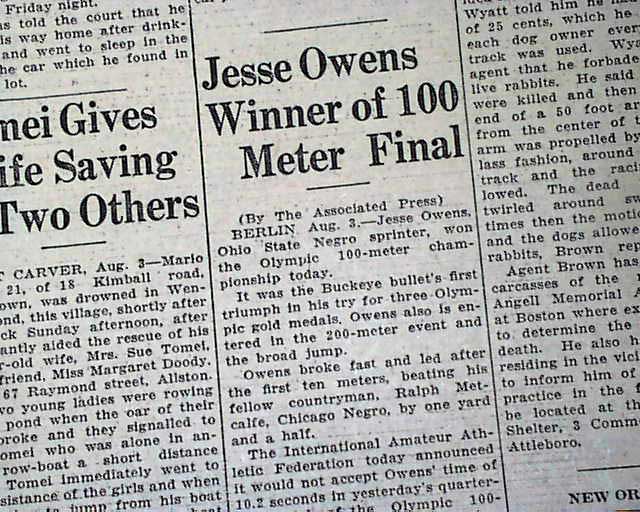 Friday night.
s told the court that he
is way home after drink-
and went to sleep in the
he car which he found in
lot.
mei Gives
ife Saving
Two Others
T CARVER, Aug. 3—Mario
21, of 18 Kimball road,
own, was drowned in Wen-
ond, this village, shortly after
ck Sunday afternoon, after
antly aided the rescue of his
r-old wife, Mrs. Sue Tomei,
friend, Miss Margaret Doody,
67 Raymond street, Allston.
wo young ladies were rowing
pond when the oar of their
broke and they signalled to
omei who was alone in an-
row-boat a short distance
Tomei immediately went to
sistance of the girls and when
to jump from his boat
Jesse Owens
Winner of 100
Meter Final
(By The Associated Press)
BERLIN, Aug. 3.—Jesse Owens,
Ohio State Negro sprinter, won
the Olympic 100-meter cham-
pionship today.
It was the Buckeye bullet's first
triumph in his try for three Olym-
pic gold medals. Owens also is en-
tered in the 200-meter event and
the broad jump.
Owens broke fast and led after
the first ten meters, beating his
fellow countryman, Ralph Met-
calfe, Chicago Negro, by one yard
and a half.
The International Amateur Ath-
letic Federation today announced
it would not accept Owens' time of
10.2 seconds in yesterday's quarter-
of the Olympic 100-
Wyatt told him he had
of 25 cents, which he
each dog owner ever
track was used. Wy
agent that he forbade
live rabbits. He said
were killed and then
end of a 50 foot ar
from the center of t
arm was propelled by
lass fashion, around
track and the raci
lowed. The dead
twirled around sw
times then the moti
and the dogs allowe
rabbits, Brown rep
Agent Brown has
carcasses of the
Angell Memorial A
at Boston where ex
to determine the
death. He also h
residing in the vici
to inform him of
practice in the
be located at th
Shelter, 3 Comm
Attleboro.
NEW OR